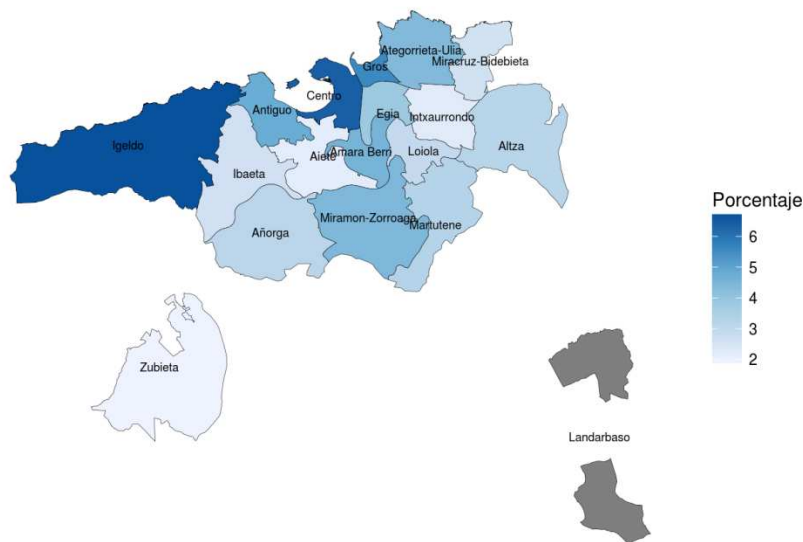 Ategorrieta-Ulia
Gros
Miracruz-Bidebieta
Centro
Antiguo
Egia
Intxaurrondo
Igeldo
Amara Berri
Loiola
Altza
Aiete
Ibaeta
Miramon-Zorroaga
Martutene
Añorga
Zubieta
Landarbaso
Porcentaje
6
5
4
3
2